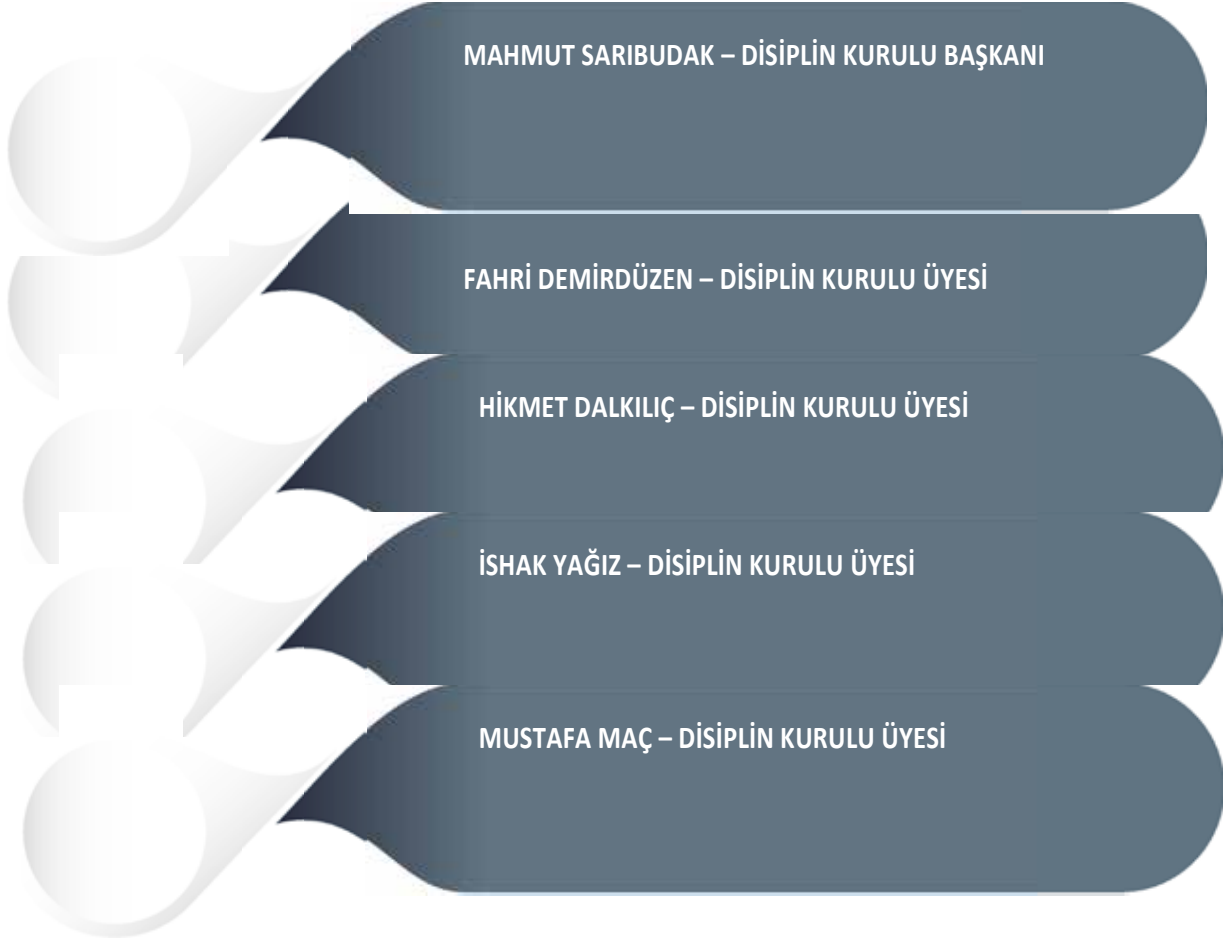 MAHMUT SARIBUDAK – DİSİPLİN KURULU BAŞKANI
FAHRİ DEMİRDÜZEN – DİSİPLİN KURULU ÜYESİ
HİKMET DALKILIÇ – DİSİPLİN KURULU ÜYESİ
İSHAK YAĞIZ – DİSİPLİN KURULU ÜYESİ
MUSTAFA MAÇ – DİSİPLİN KURULU ÜYESİ